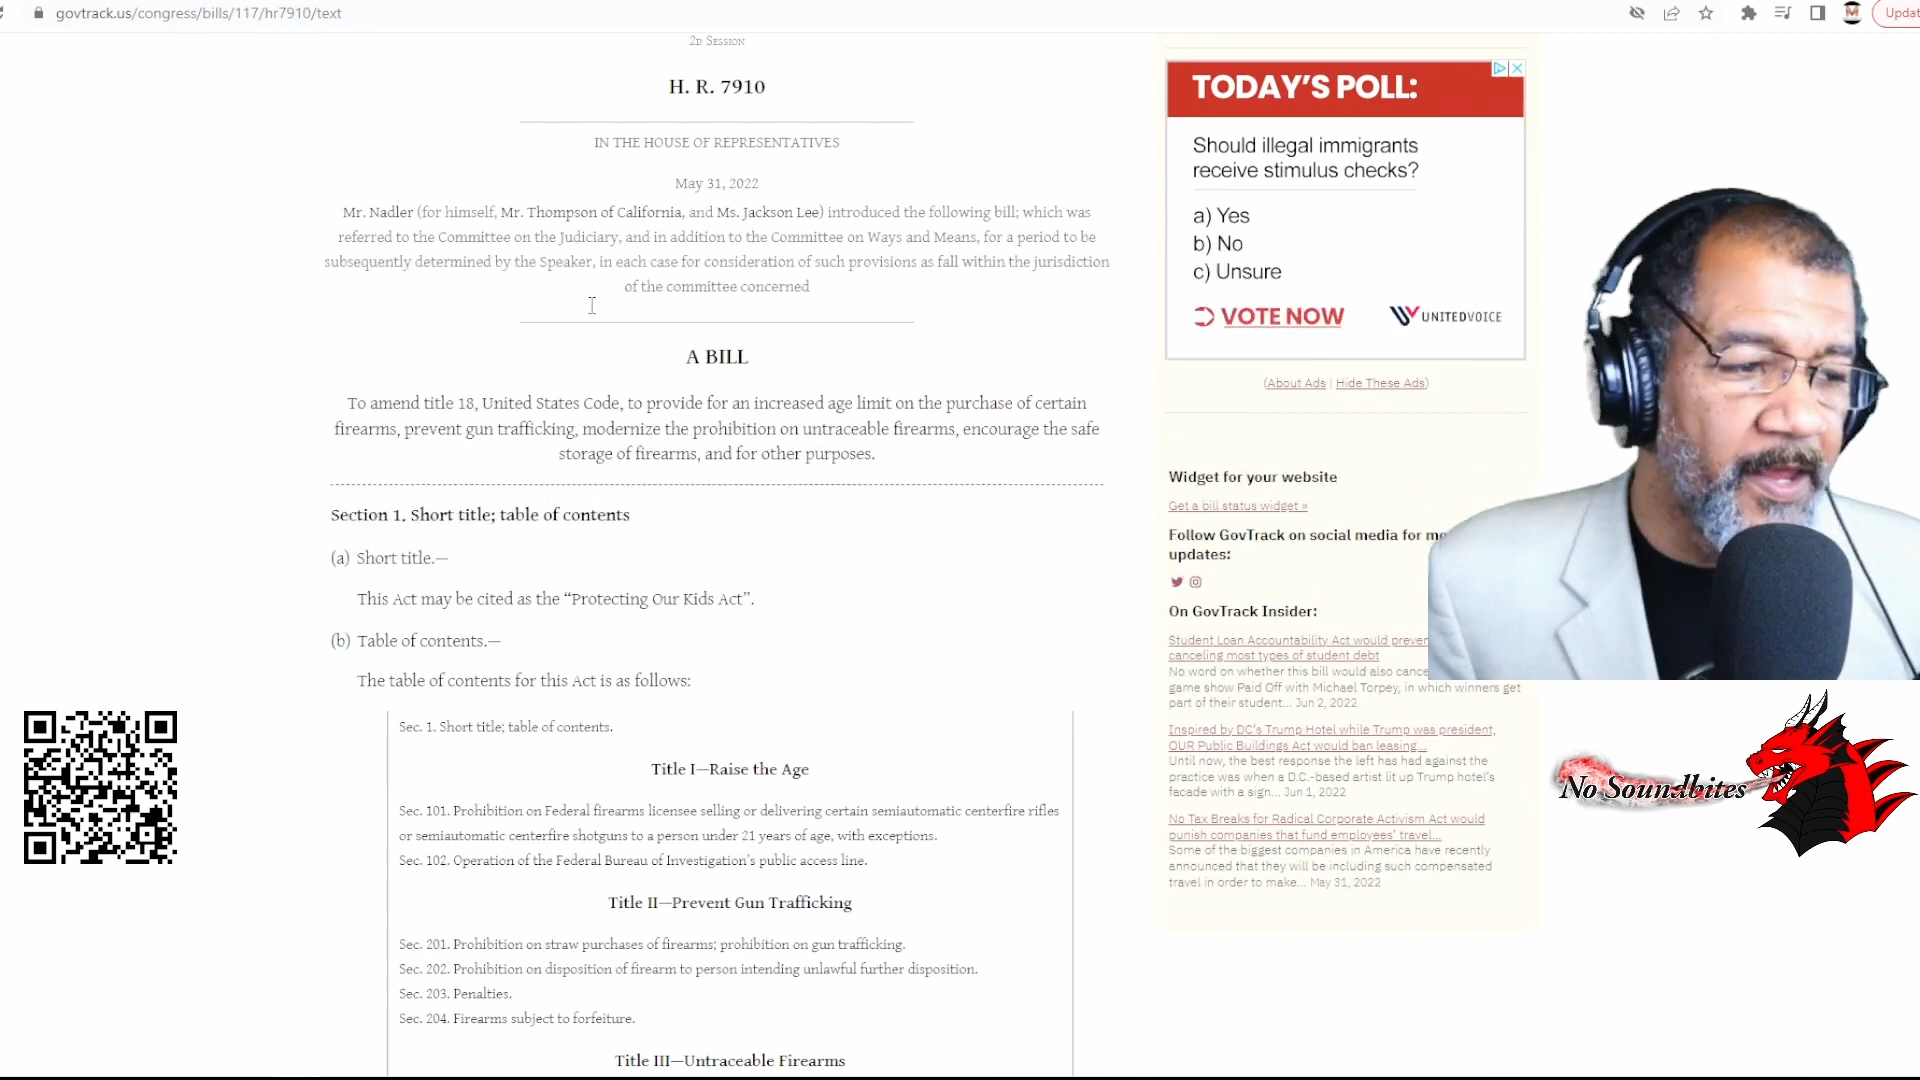 govtrack.us/congress/bills/117/hr7910/text
Updat
2D SESSION
H. R. 7910
IN THE HOUSE OF REPRESENTATIVES
May 31, 2022
Mr. Nadler (for himself, Mr. Thompson of California, and Ms. Jackson Lee) introduced the following bill; which was
referred to the Committee on the Judiciary, and in addition to the Committee on Ways and Means, for a period to be
subsequently determined by the Speaker, in each case for consideration of such provisions as fall within the jurisdiction
of the committee concerned
A BILL
To amend title 18, United States Code, to provide for an increased age limit on the purchase of certain
firearms, prevent gun trafficking, modernize the prohibition on untraceable firearms, encourage the safe
storage of firearms, and for other purposes.
Section 1. Short title; table of contents
(a) Short title.—
This Act may be cited as the “Protecting Our Kids Act”.
(b) Table of contents.—
The table of contents for this Act is as follows:
Sec. 1. Short title; table of contents.
Title I—Raise the Age
Sec. 101. Prohibition on Federal firearms licensee selling or delivering certain semiautomatic centerfire rifles
or semiautomatic centerfire shotguns to a person under 21 years of age, with exceptions.
Sec. 102. Operation of the Federal Bureau of Investigation's public access line.
Title II—Prevent Gun Trafficking
Sec. 201. Prohibition on straw purchases of firearms; prohibition on gun trafficking.
Sec. 202. Prohibition on disposition of firearm to person intending unlawful further disposition.
Sec. 203. Penalties.
Sec. 204. Firearms subject to forfeiture.
Title III—Untraceable Firearms
TODAY'S POLL:
Should illegal immigrants
receive stimulus checks?
a) Yes
b) No
c) Unsure
VOTE NOW
UNITEDVOICE
(About Ads | Hide These Ads)
Widget for your website
Get a bill status widget »
Follow GovTrack on social media for mo
updates:
On GovTrack Insider:
Student Loan Accountability Act would preven
canceling most types of student debt
No word on whether this bill would also cance
game show Paid Off with Michael Torpey, in which winners get
part of their student... Jun 2, 2022
Inspired by DC's Trump Hotel while Trump was president,
OUR Public Buildings Act would ban leasing...
Until now, the best response the left has had against the
practice was when a D.C.-based artist lit up Trump hotel's
facade with a sign... Jun 1, 2022
No Tax Breaks for Radical Corporate Activism Act would
punish companies that fund employees' travel...
Some of the biggest companies in America have recently
announced that they will be including such compensated
travel in order to make... May 31, 2022
No Soundbites